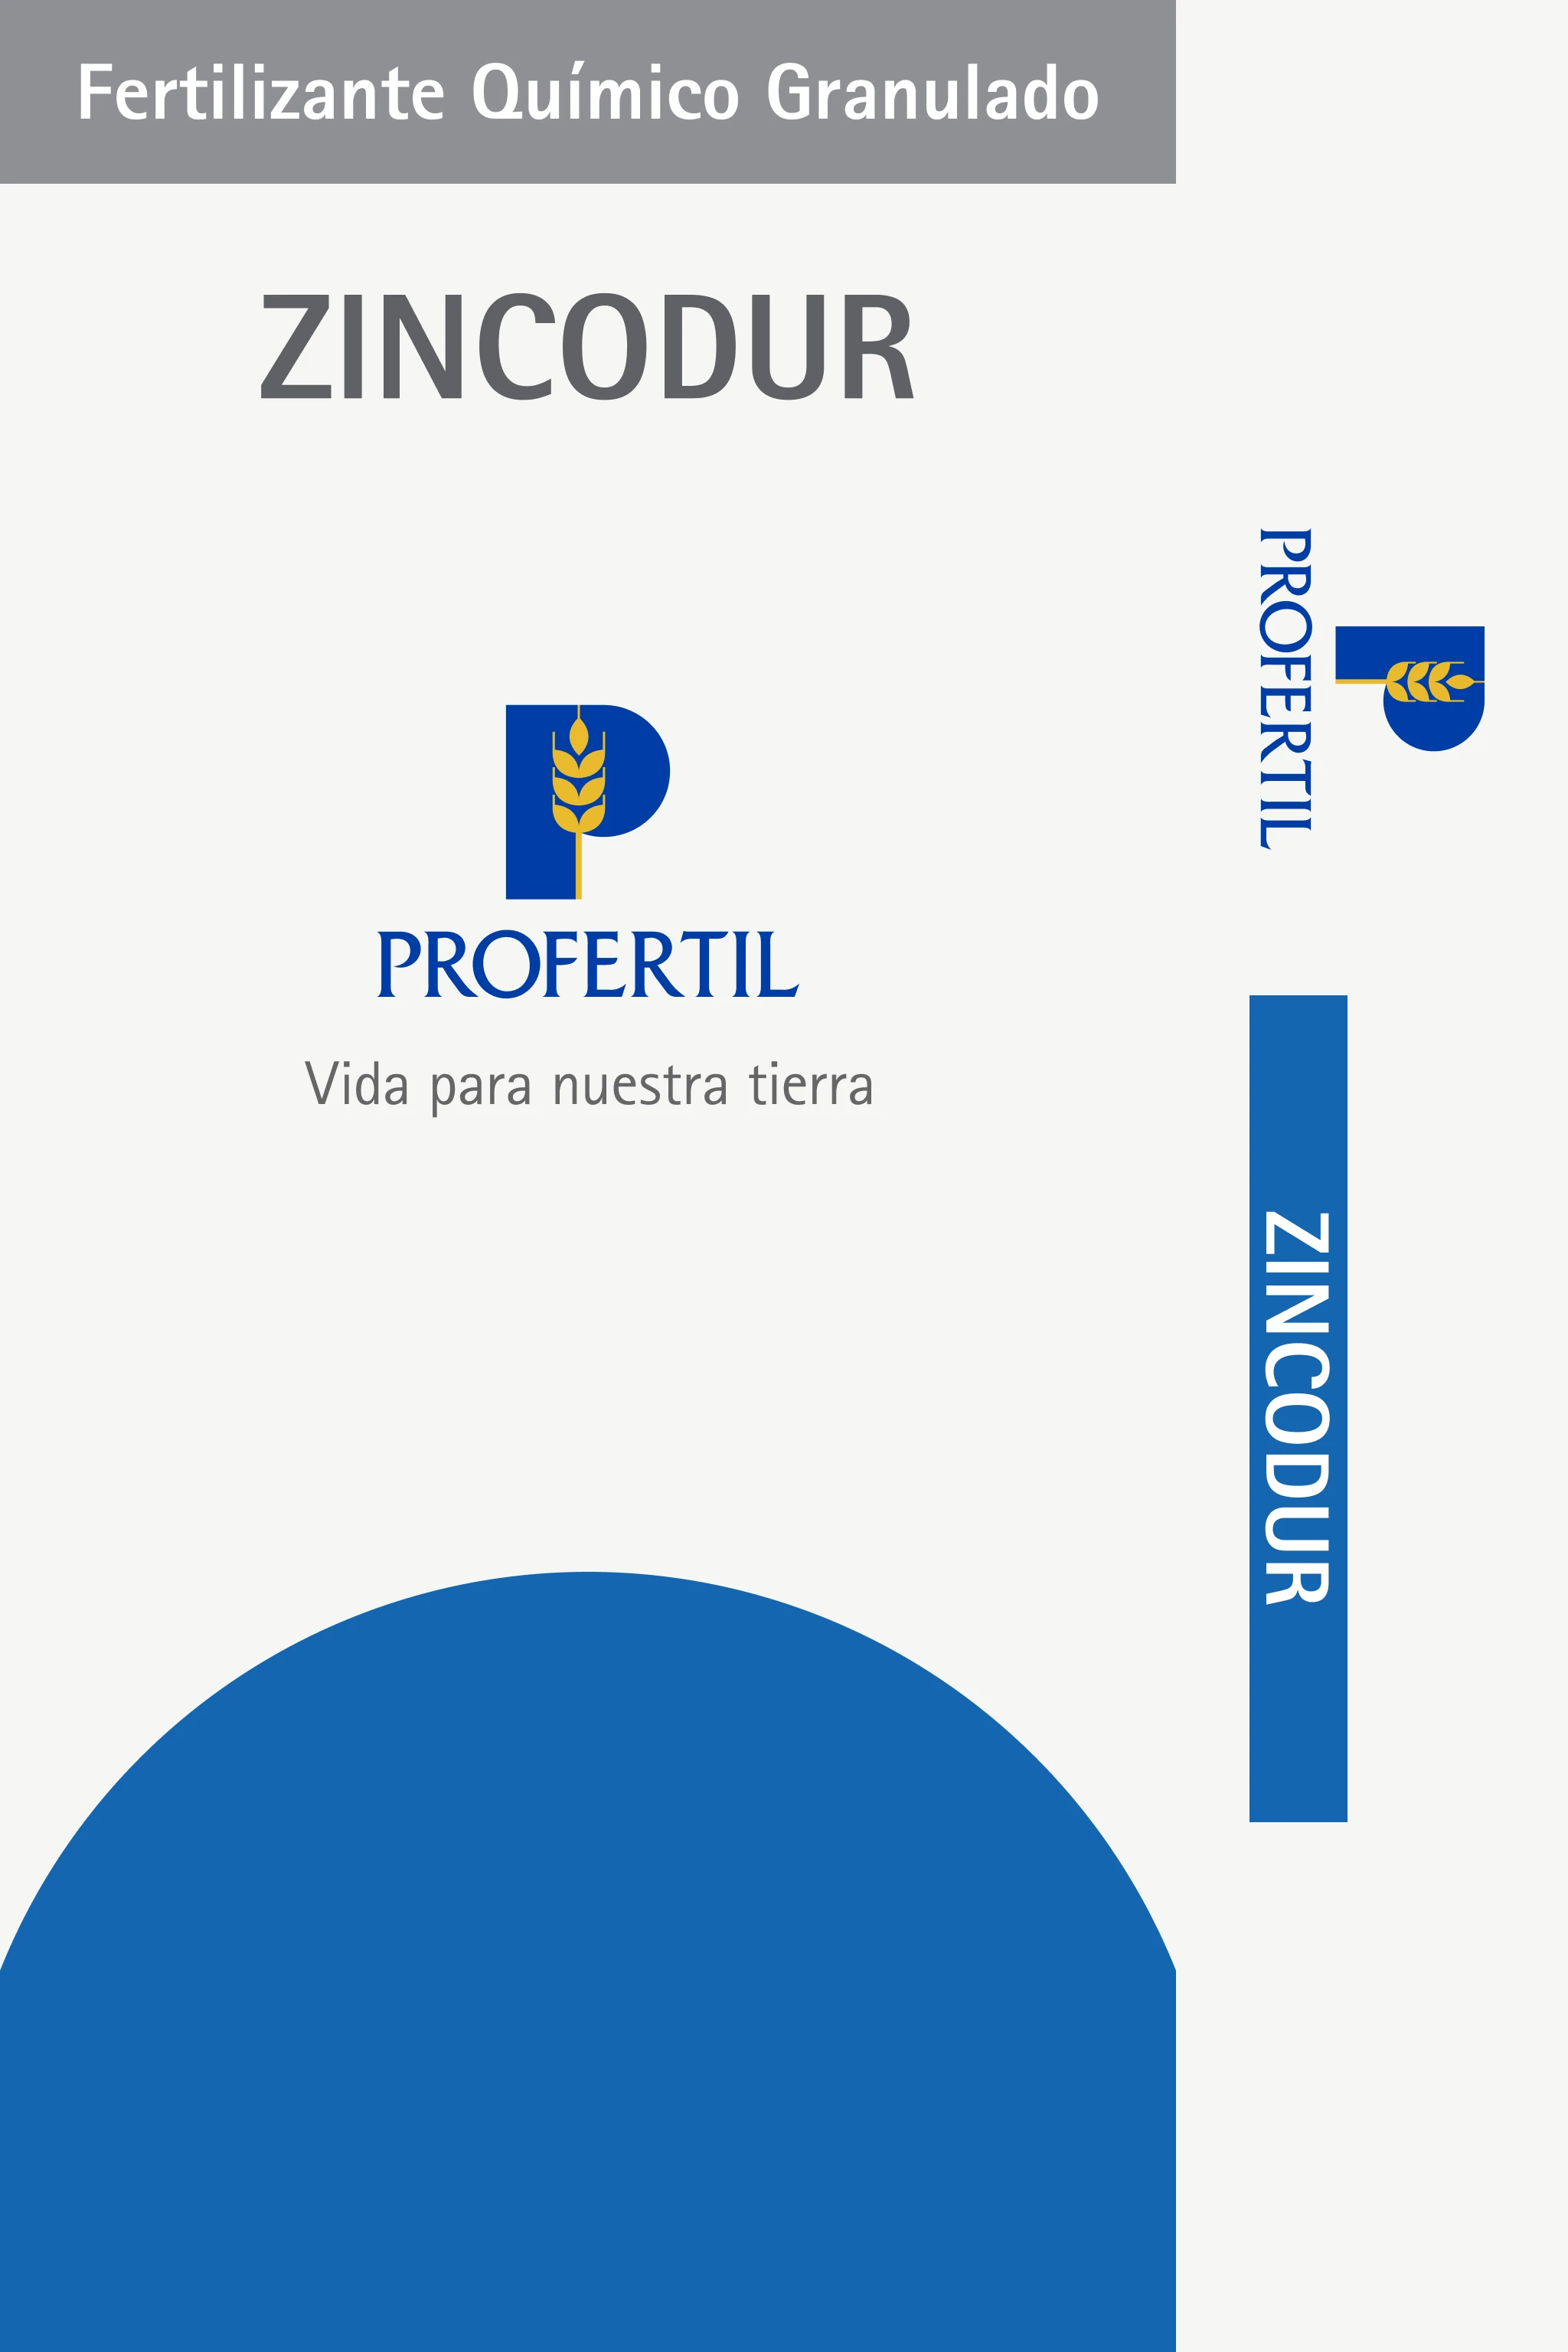 Fertilizante Químico Granulado
ZINCODUR
PROFERTIL
Vida para nuestra tierra
PROFERTIL
ZINCODUR